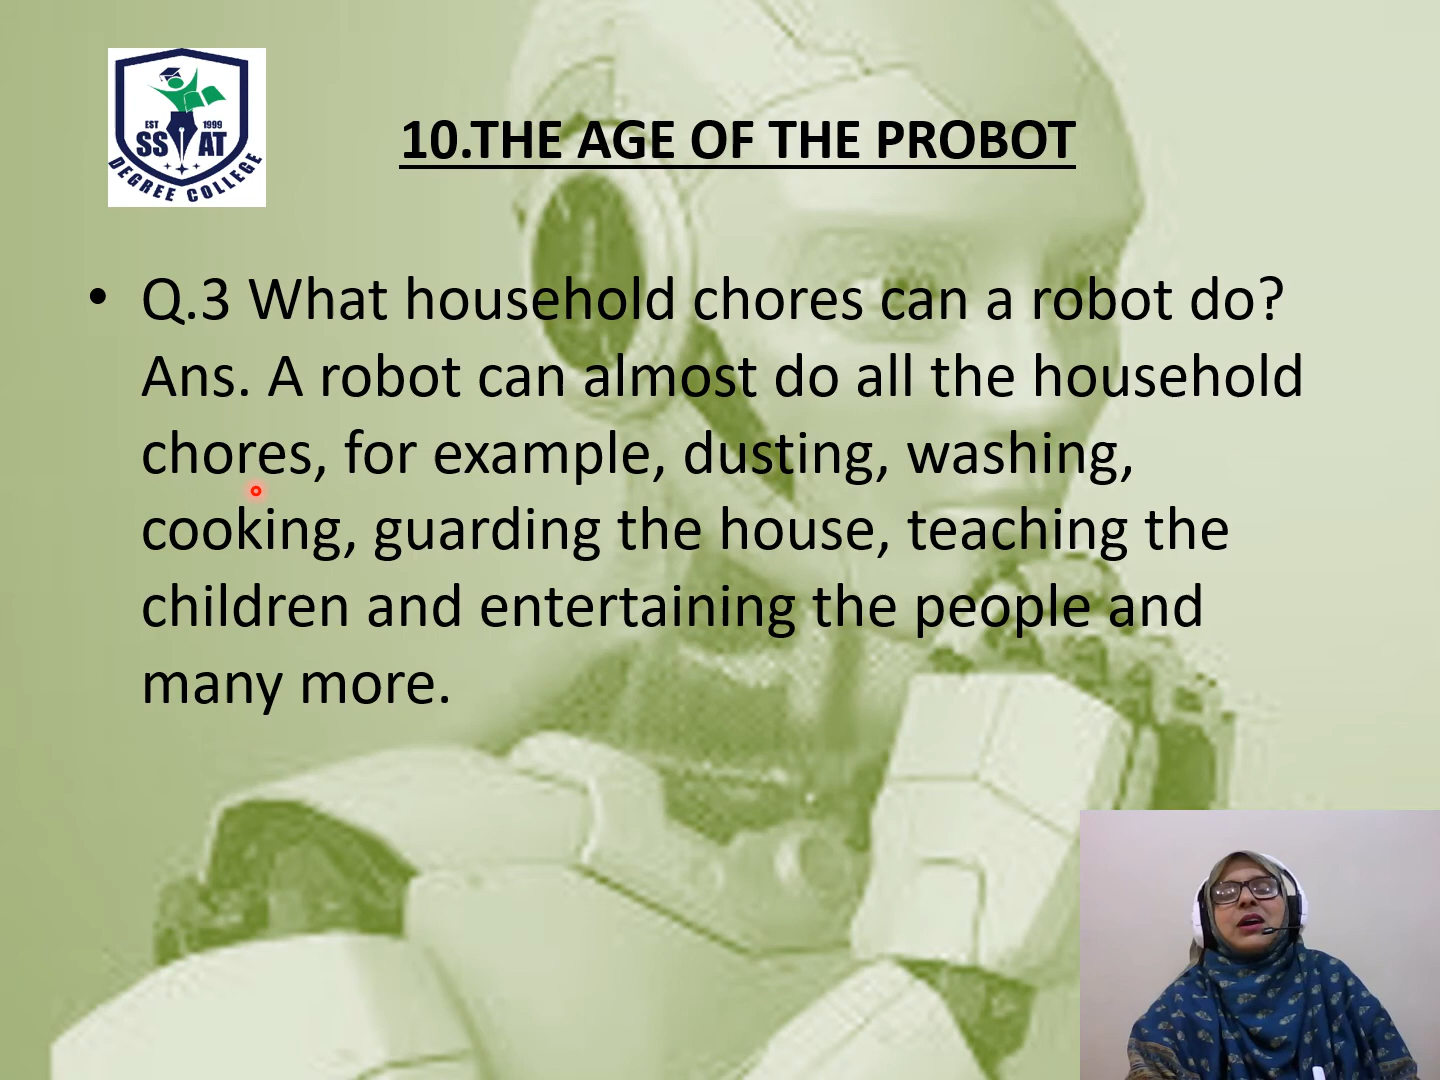 EST 1999
SS AT
DEGREE COLLEGE
10.THE AGE OF THE PROBOT
• Q.3 What household chores can a robot do?
Ans. A robot can almost do all the household
chores, for example, dusting, washing,
cooking, guarding the house, teaching the
children and entertaining the people and
many more.